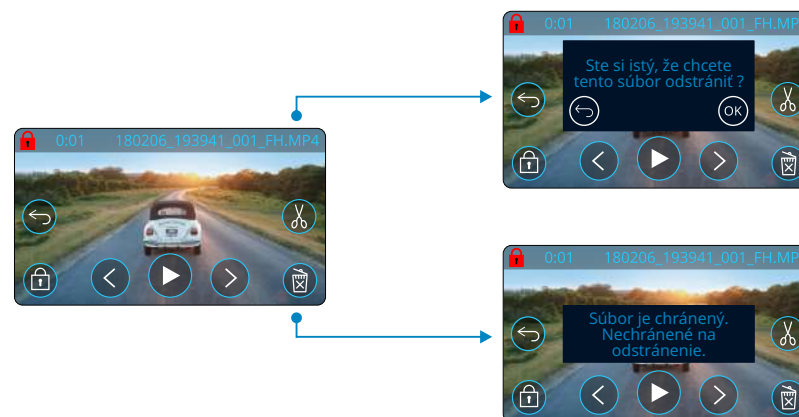 0:01 180206_193941_001_FH.MP4
0:01 180206_193941_001_FH.MP
Ste si istý, že chcete
tento súbor odstrániť ?
OK
0:01 180206_193941_001_FH.MP
Súbor je chránený.
Nechránené na
odstránenie.